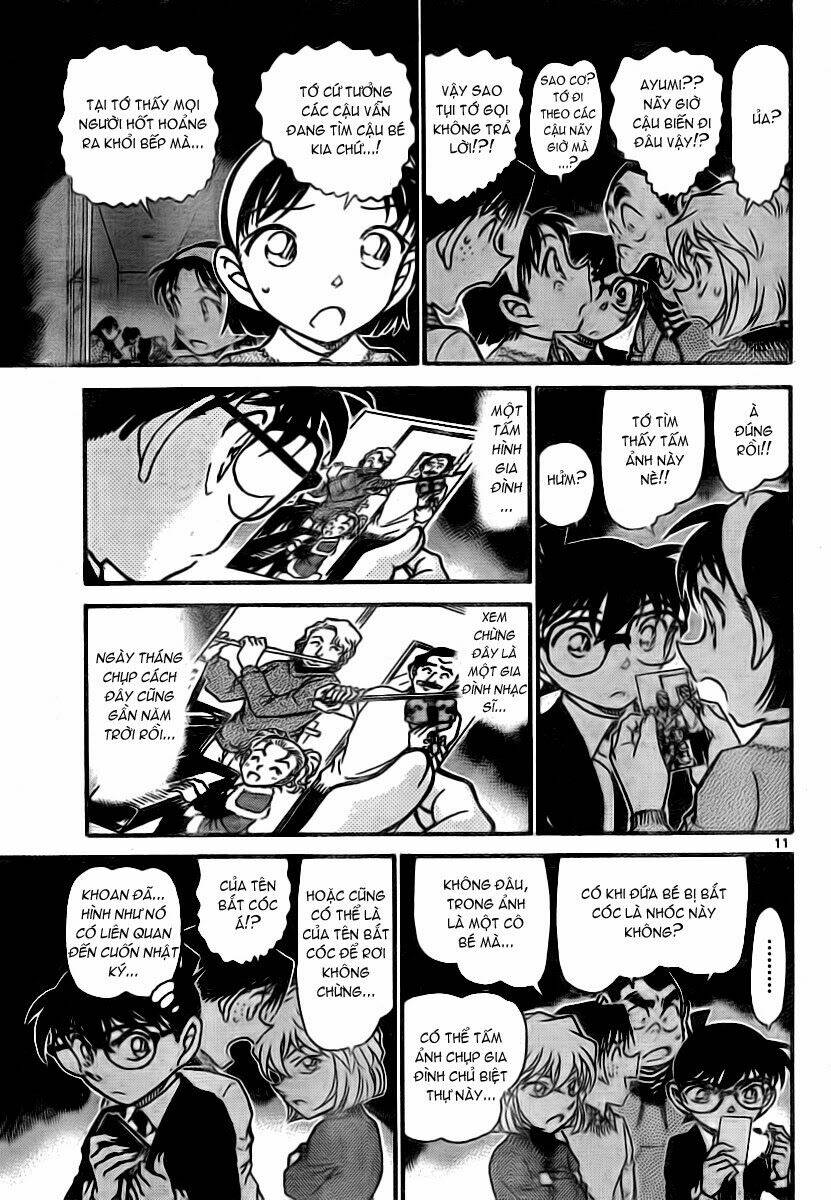 ỦA?
AYUMI??
NÃY GIỜ
CẬU BIẾN ĐI
ĐÂU VẬY!?
SAO CƠ?
TỚ ĐI
THEO CÁC
CẬU NÃY
GIỜ MÀ
...?
VẬY SAO
TỤI TỚ GỌI
KHÔNG TRẢ
LỜI!?!
TỚ CỨ TƯỞNG
CÁC CẬU VẪN
ĐANG TÌM CẬU BÉ
KIA CHỨ...!
TẠI TỚ THẤY MỌI
NGƯỜI HỐT HOẢNG
RA KHỎI BẾP MÀ...
À
ĐÚNG
RỒI!!
TỚ TÌM
THẤY TẤM
ẢNH NÀY
NÈ!!
HỬM?
MỘT
TẤM
HÌNH
GIA
ĐÌNH
...
XEM
CHỪNG
ĐÂY LÀ
MỘT GIA
ĐÌNH NHẠC
SĨ...
NGÀY THÁNG
CHỤP CÁCH
ĐÂY CŨNG
GẦN NĂM
TRỜI RỒI...
11
.........
CÓ KHI ĐỨA BÉ BỊ BẮT
CÓC LÀ NHÓC NÀY
KHÔNG?
KHÔNG ĐÂU,
TRONG ẢNH
LÀ MỘT CÔ
BÉ MÀ...
CÓ THỂ TẤM
ẢNH CHỤP GIA
ĐÌNH CHỦ BIỆT
THỰ NÀY...
HOẶC CŨNG
CÓ THỂ LÀ
CỦA TÊN BẮT
CÓC ĐỂ RƠI
KHÔNG
CHỪNG...
CỦA TÊN
BẮT CÓC
Á!?
KHOAN ĐÃ...
HÌNH NHƯ NÓ
CÓ LIÊN QUAN
ĐẾN CUỐN NHẬT
KÝ...